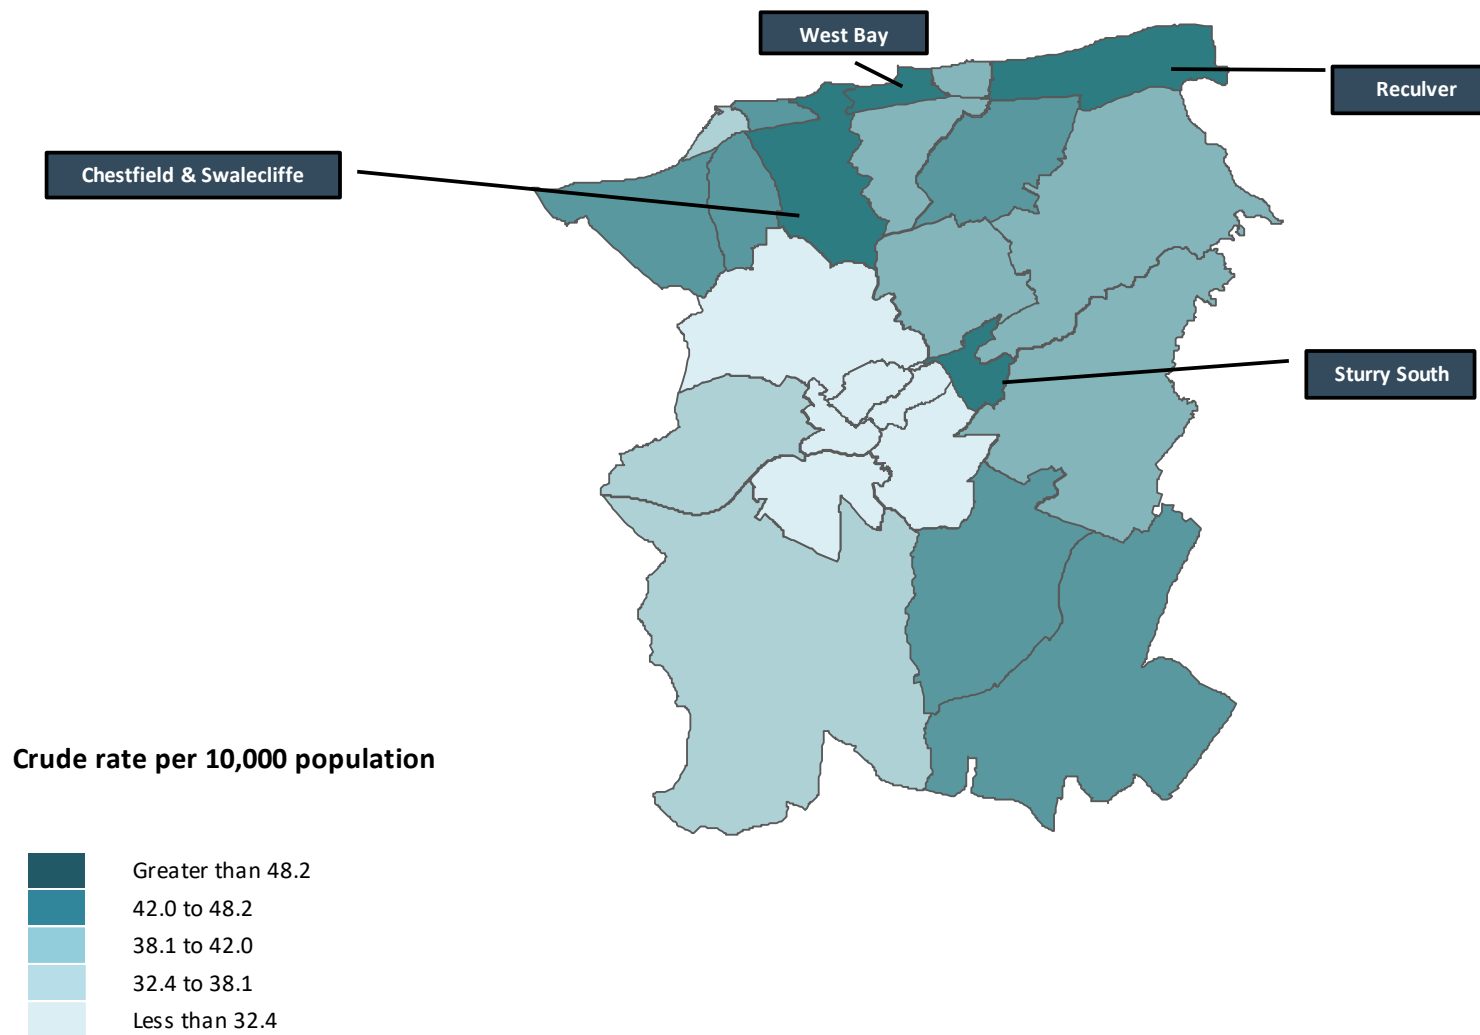 West Bay
Reculver
Chestfield & Swalecliffe
Sturry South
Crude rate per 10,000 population
Greater than 48.2
42.0 to 48.2
38.1 to 42.0
32.4 to 38.1
Less than 32.4